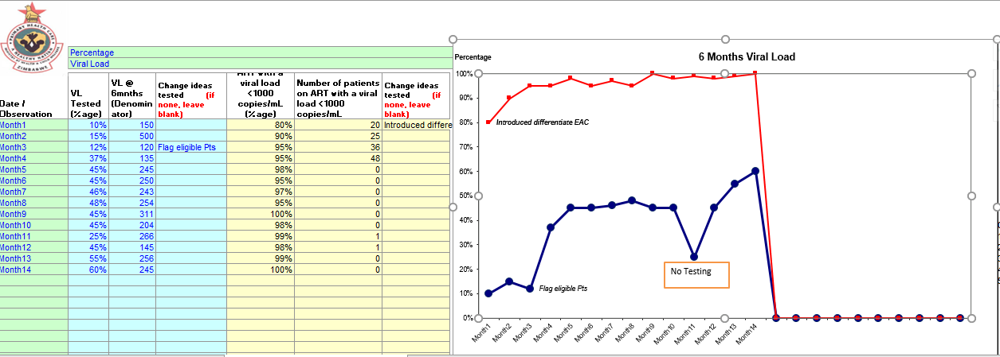 PRIMARY HEALTH CARE
A HEALTHY NATION
ZIMBABWE
Percentage
Viral Load
Date /
Observation
VL
Tested
(%age)
VL @
6mnths
(Denomin
ator)
Change ideas
tested (if
none, leave
blank)
viral load
<1000
copies/mL
(%age)
Number of patients
on ART with a viral
load <1000
copies/mL
Change ideas
tested (if
none, leave
blank)
Month1 10% 150 80% 20 Introduced differe
Month2 15% 500 90% 25
Month3 12% 120 Flag eligible Pts 95% 36
Month4 37% 135 95% 48
Month5 45% 245 98% 0
Month6 45% 250 95% 0
Month7 46% 243 97% 0
Month8 48% 254 95% 0
Month9 45% 311 100% 0
Month10 45% 204 98% 0
Month11 25% 266 99% 1
Month12 45% 145 98% 1
Month13 55% 256 99% 0
Month14 60% 245 100% 0
Percentage
6 Months Viral Load
100%
90%
80%
70%
60%
50%
40%
30%
20%
10%
0%
Introduced differentiate EAC
Flag eligible Pts
No Testing
Month1
Month2
Month3
Month4
Month5
Month6
Month7
Month8
Month9
Month10
Month11
Month12
Month13
Month14